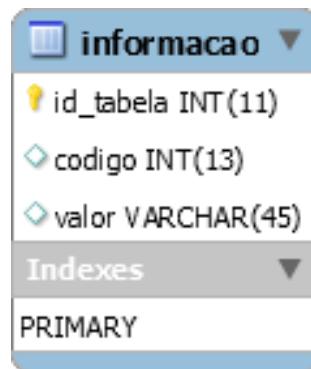 informacao
id_tabela INT(11)
codigo INT(13)
valor VARCHAR(45)
Indexes
PRIMARY